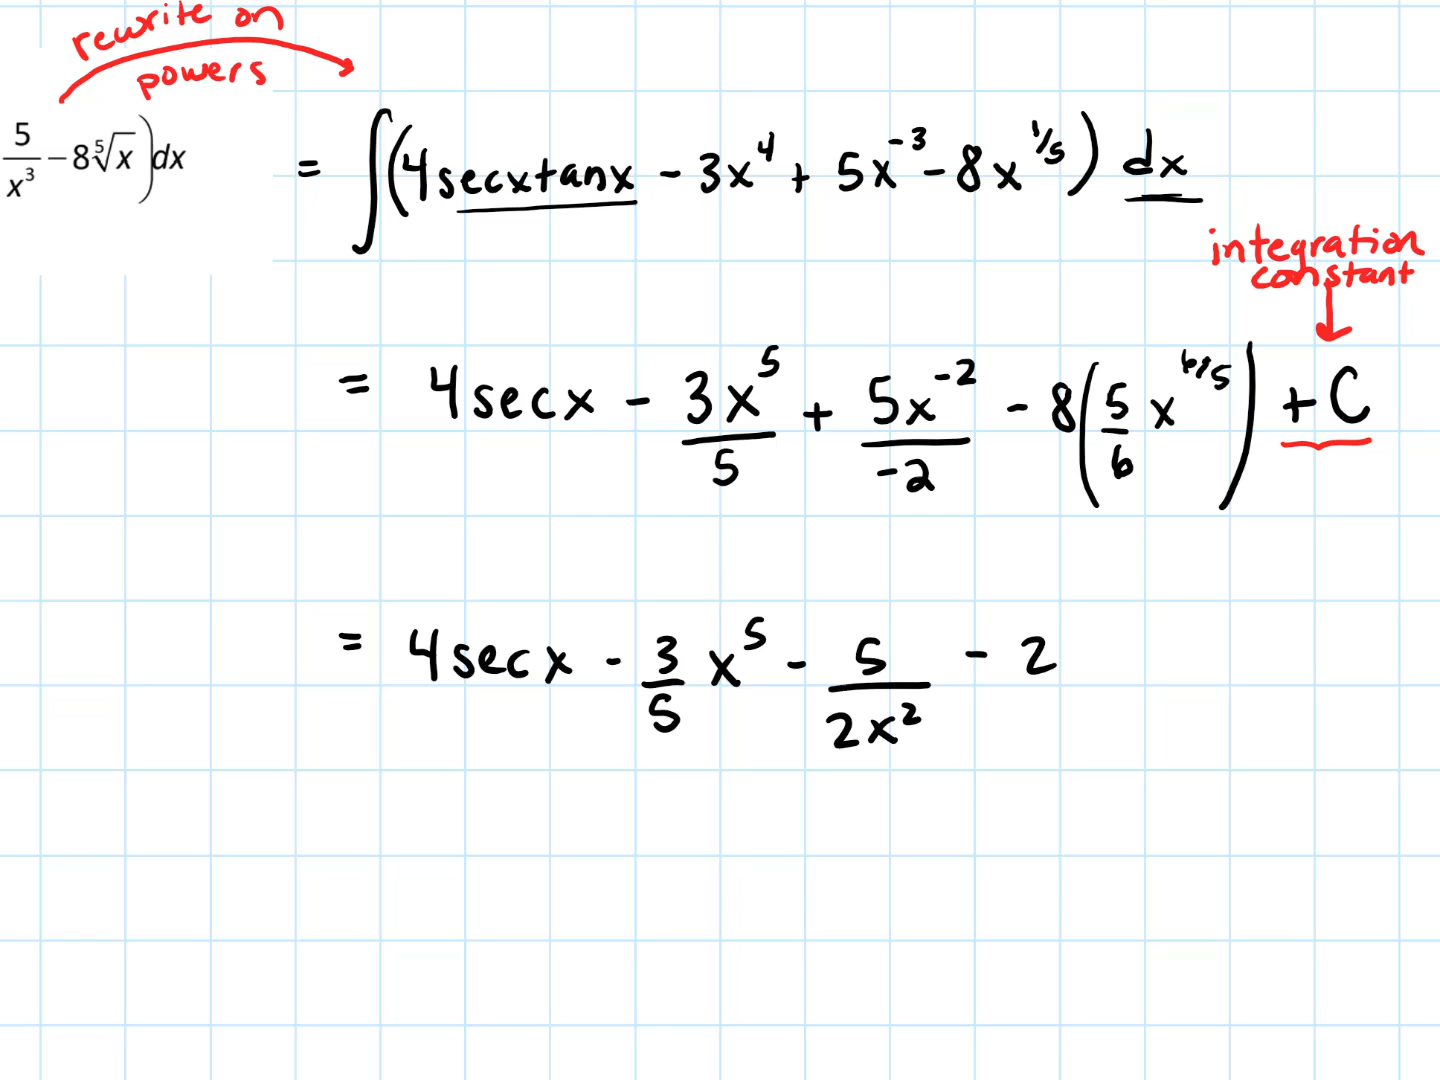 rewrite on
powers
5/x³ − 8⁵√x)dx = ∫(4secxtanx − 3x⁴ + 5x⁻³ − 8x^(1/5)) dx
integration
constant
= 4secx − 3x⁵/5 + 5x⁻²/−2 − 8(5/6 x^(6/5)) + C
= 4secx − 3/5 x⁵ − 5/2x² − 2